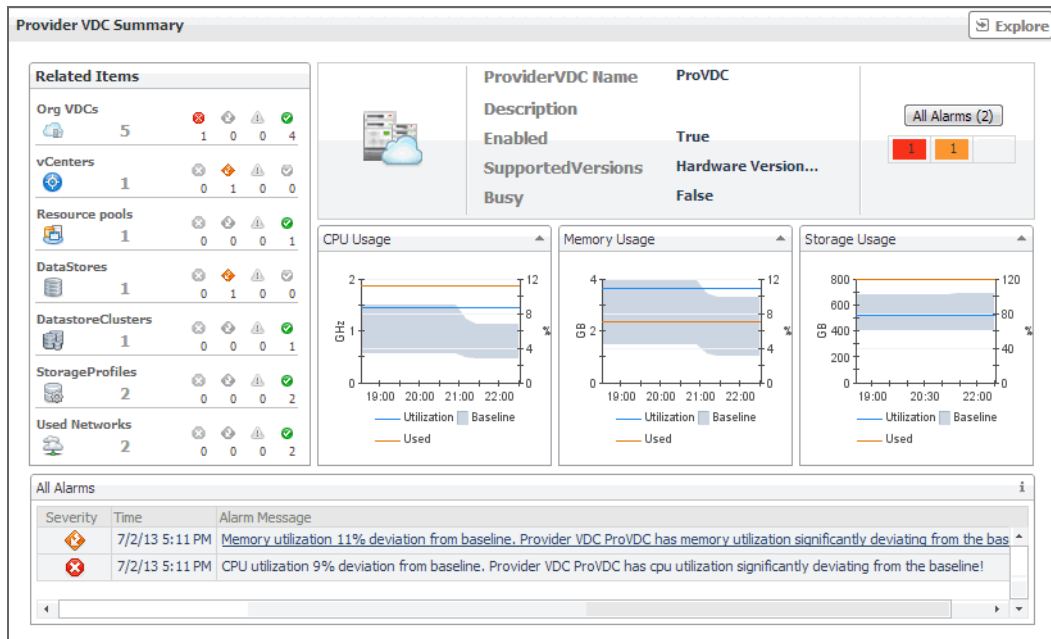 Provider VDC Summary
Explore
Related Items
Org VDCs
5
1 0 0 4
vCenters
1
0 1 0 0
Resource pools
1
0 0 0 1
DataStores
1
0 1 0 0
DatastoreClusters
1
0 0 0 1
StorageProfiles
2
0 0 0 2
Used Networks
2
0 0 0 2
ProviderVDC Name ProVDC
Description
Enabled True
SupportedVersions Hardware Version...
Busy False
All Alarms (2)
1 1
CPU Usage
2 12
8
1
4
0 0
GHz
%
19:00 20:00 21:00 22:00
Utilization Baseline
Used
Memory Usage
4 12
8
2
4
0 0
GB
%
19:00 20:00 21:00 22:00
Utilization Baseline
Used
Storage Usage
800 120
600
80
400
40
200
0 0
GB
%
19:00 20:30 22:00
Utilization Baseline
Used
All Alarms
i
Severity Time Alarm Message
7/2/13 5:11 PM Memory utilization 11% deviation from baseline. Provider VDC ProVDC has memory utilization significantly deviating from the bas
7/2/13 5:11 PM CPU utilization 9% deviation from baseline. Provider VDC ProVDC has cpu utilization significantly deviating from the baseline!